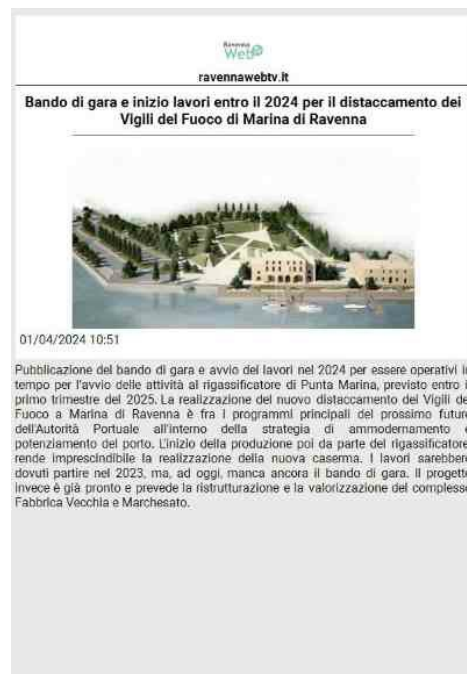 Ravenna
Web
ravennawebtv.it
Bando di gara e inizio lavori entro il 2024 per il distaccamento dei
Vigili del Fuoco di Marina di Ravenna
01/04/2024 10:51
Pubblicazione del bando di gara e avvio dei lavori nel 2024 per essere operativi in
tempo per l'avvio delle attività al rigassificatore di Punta Marina, previsto entro i
primo trimestre del 2025. La realizzazione del nuovo distaccamento dei Vigili de
Fuoco a Marina di Ravenna è fra i programmi principali del prossimo futuro
dell'Autorità Portuale all'interno della strategia di ammodernamento e
potenziamento del porto. L'inizio della produzione poi da parte del rigassificatore
rende imprescindibile la realizzazione della nuova caserma. I lavori sarebbero
dovuti partire nel 2023, ma, ad oggi, manca ancora il bando di gara. Il progetto
invece è già pronto e prevede la ristrutturazione e la valorizzazione del complesso
Fabbrica Vecchia e Marchesato.